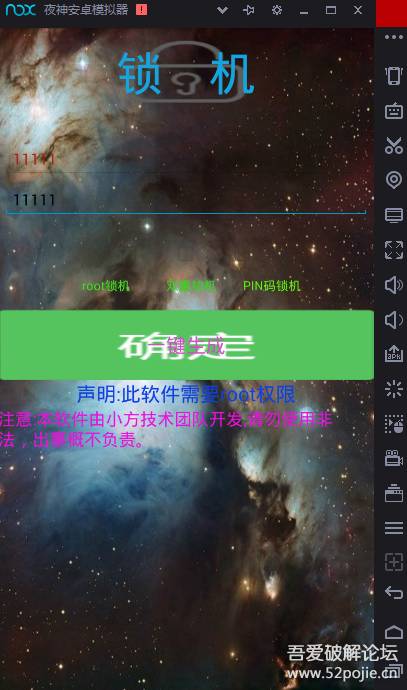 nox 夜神安卓模拟器
锁 机
11111
11111
root锁机 PIN码锁机
确定
一键生成
声明:此软件需要root权限
注意:本软件由小方技术团队开发,请勿使用非
法，出事概不负责。
吾爱破解论坛
www.52pojie.cn